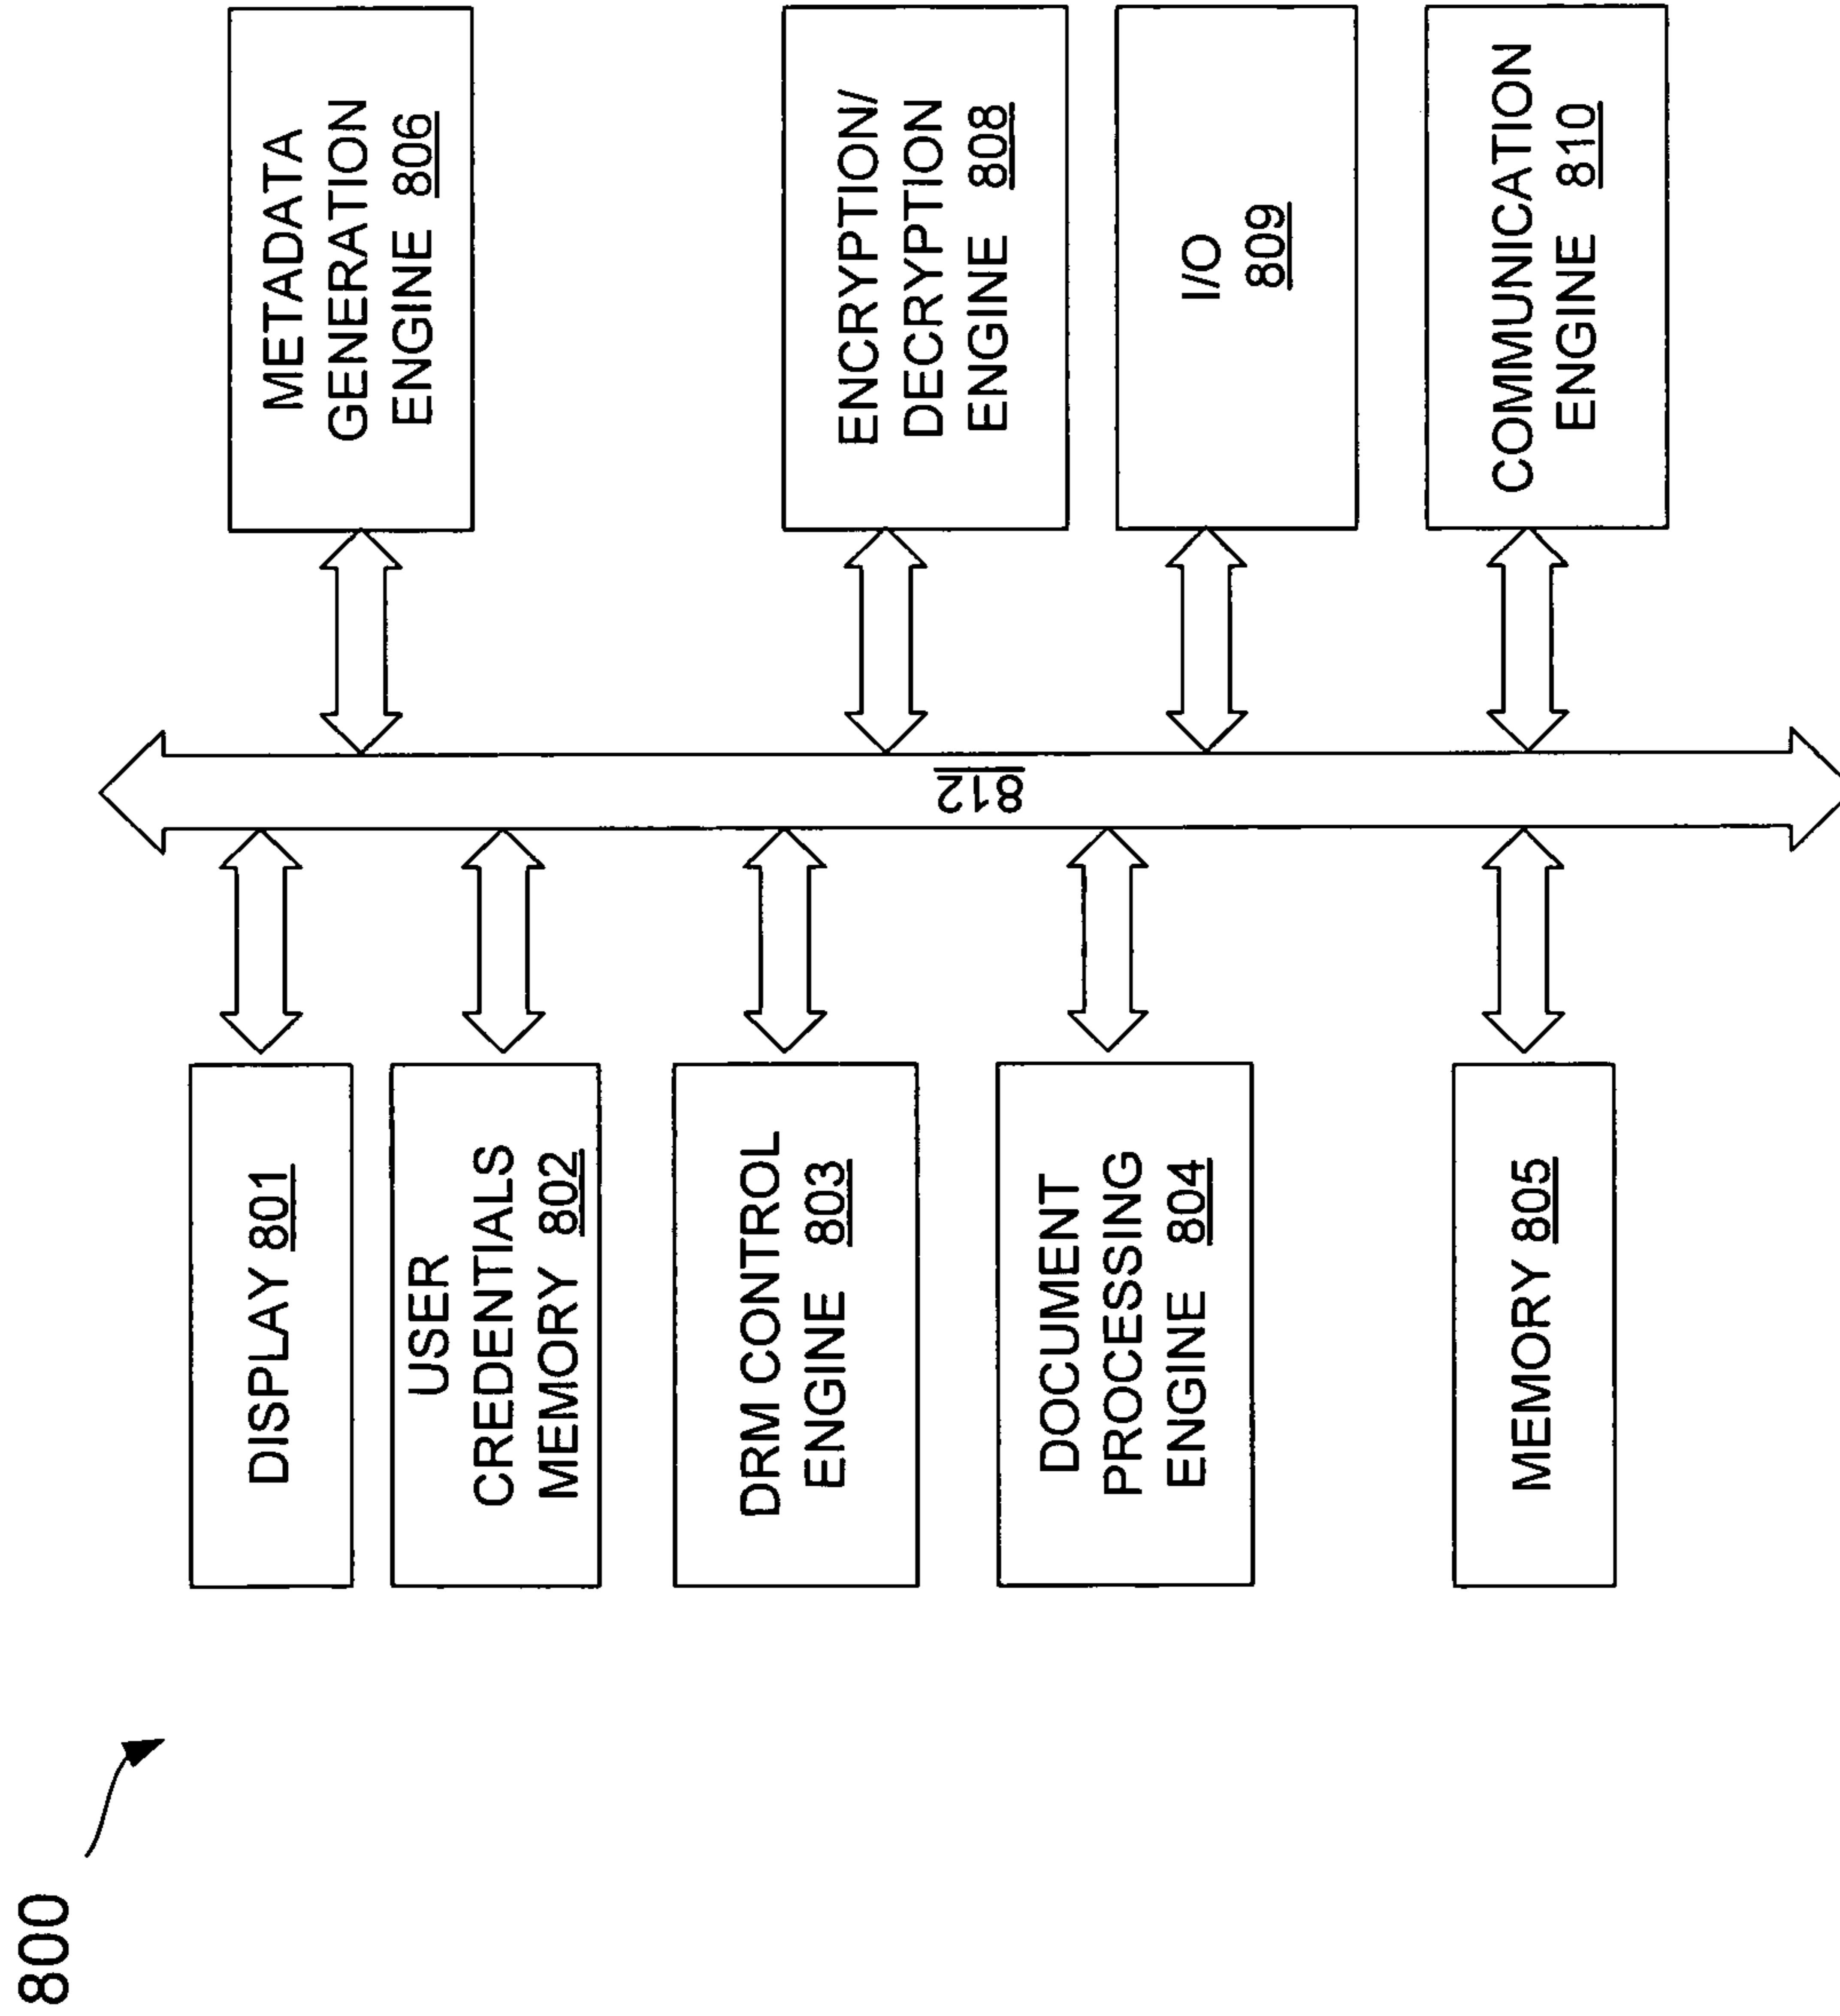 800
DISPLAY 801
USER
CREDENTIALS
MEMORY 802
DRM CONTROL
ENGINE 803
DOCUMENT
PROCESSING
ENGINE 804
MEMORY 805
812
METADATA
GENERATION
ENGINE 806
ENCRYPTION/
DECRYPTION
ENGINE 808
I/O
809
COMMUNICATION
ENGINE 810